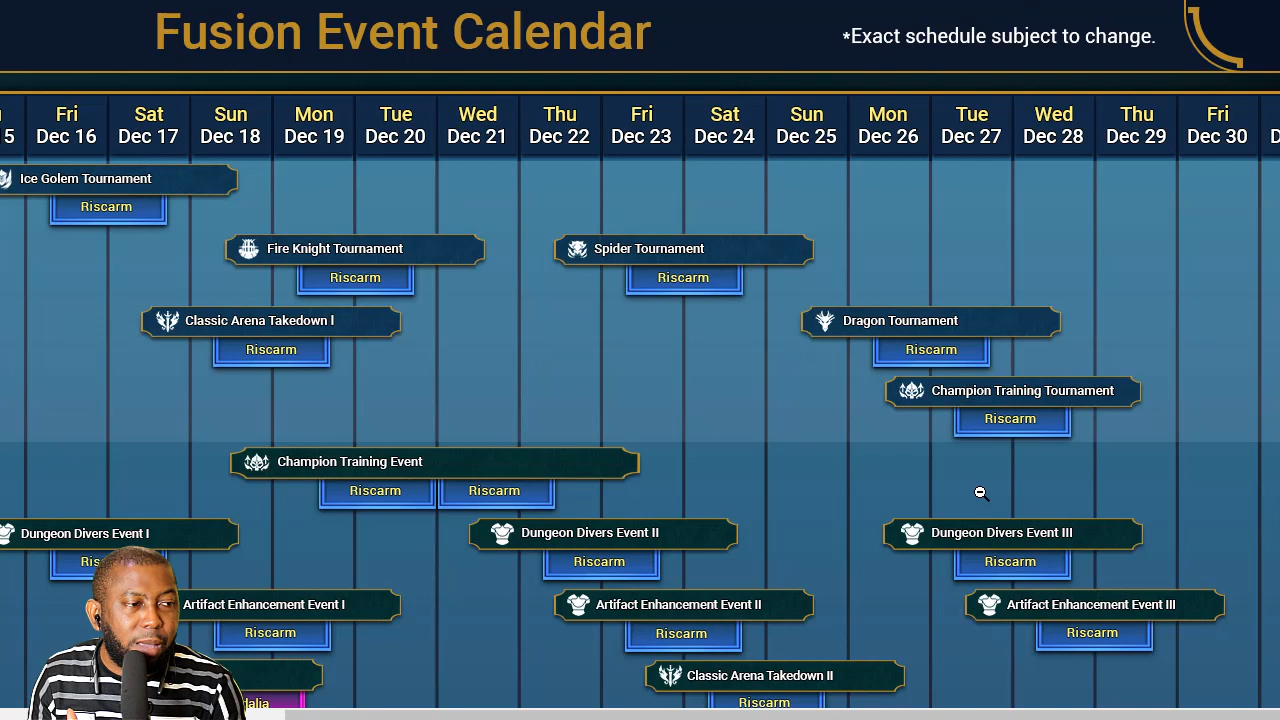 Fusion Event Calendar
*Exact schedule subject to change.
Fri Sat Sun Mon Tue Wed Thu Fri Sat Sun Mon Tue Wed Thu Fri
15 Dec 16 Dec 17 Dec 18 Dec 19 Dec 20 Dec 21 Dec 22 Dec 23 Dec 24 Dec 25 Dec 26 Dec 27 Dec 28 Dec 29 Dec 30
Ice Golem Tournament
Riscarm
Fire Knight Tournament Spider Tournament
Riscarm Riscarm
Classic Arena Takedown I Dragon Tournament
Riscarm Riscarm
Champion Training Tournament
Riscarm
Champion Training Event
Riscarm Riscarm
Dungeon Divers Event I Dungeon Divers Event II Dungeon Divers Event III
Riscarm Riscarm
Artifact Enhancement Event I Artifact Enhancement Event II Artifact Enhancement Event III
Riscarm Riscarm Riscarm
Classic Arena Takedown II
Riscarm